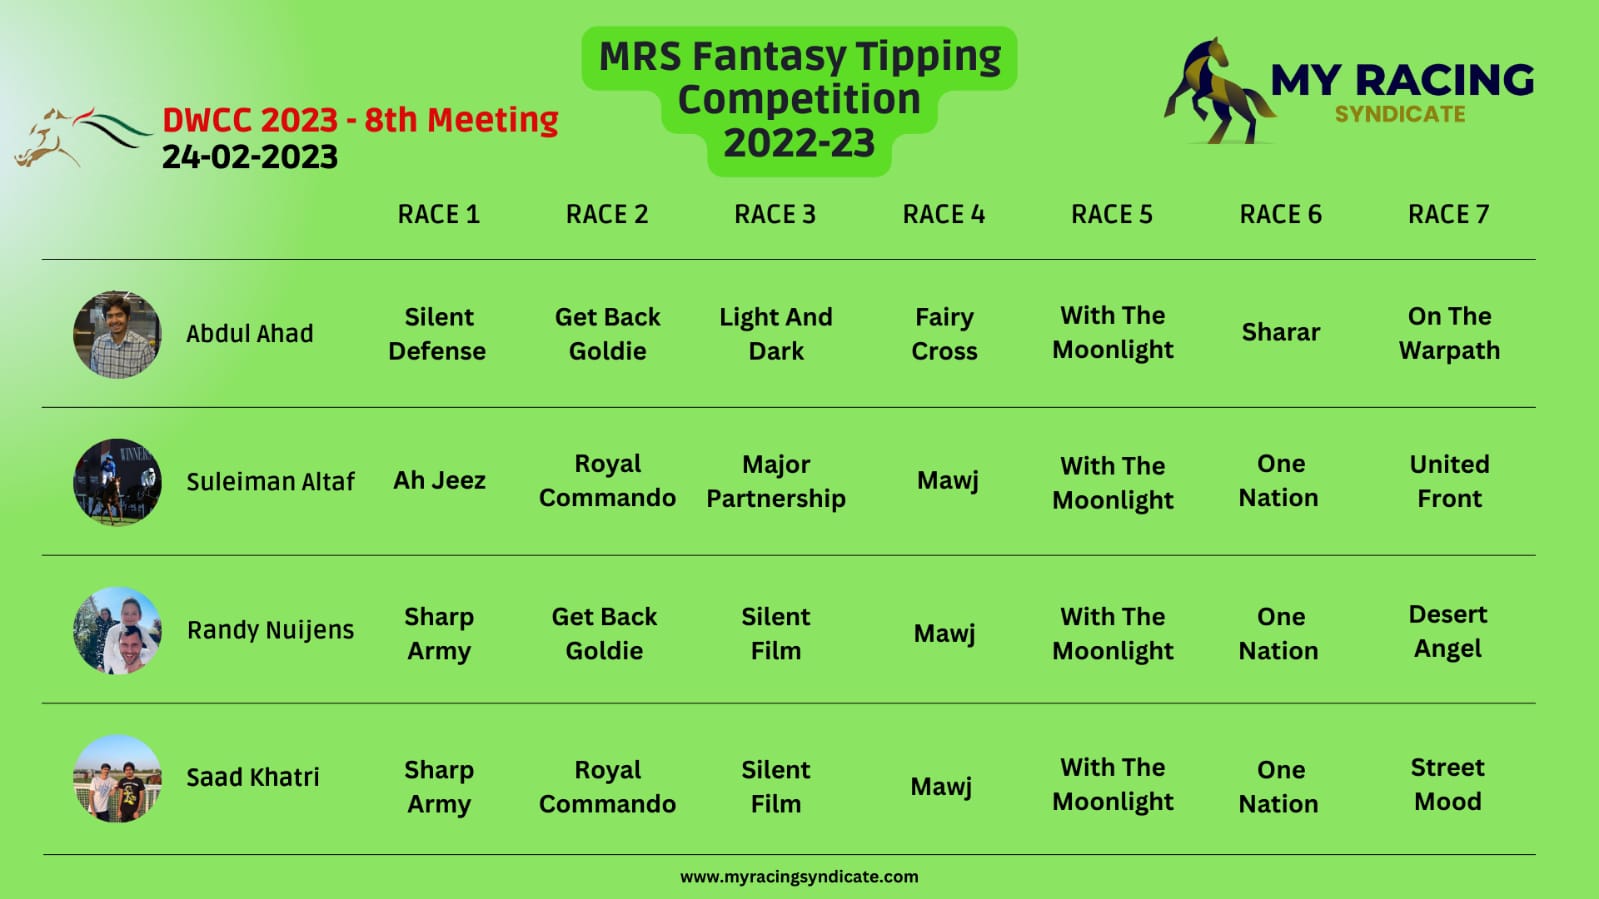 MRS Fantasy Tipping
Competition
2022-23
DWCC 2023 - 8th Meeting
24-02-2023
MY RACING
SYNDICATE
RACE 1 RACE 2 RACE 3 RACE 4 RACE 5 RACE 6 RACE 7
Abdul Ahad
Silent
Defense
Get Back
Goldie
Light And
Dark
Fairy
Cross
With The
Moonlight
Sharar
On The
Warpath
WINNER
Suleiman Altaf
Ah Jeez
Royal
Commando
Major
Partnership
Mawj
With The
Moonlight
One
Nation
United
Front
Randy Nuijens
Sharp
Army
Get Back
Goldie
Silent
Film
Mawj
With The
Moonlight
One
Nation
Desert
Angel
Saad Khatri
Sharp
Army
Royal
Commando
Silent
Film
Mawj
With The
Moonlight
One
Nation
Street
Mood
www.myracingsyndicate.com